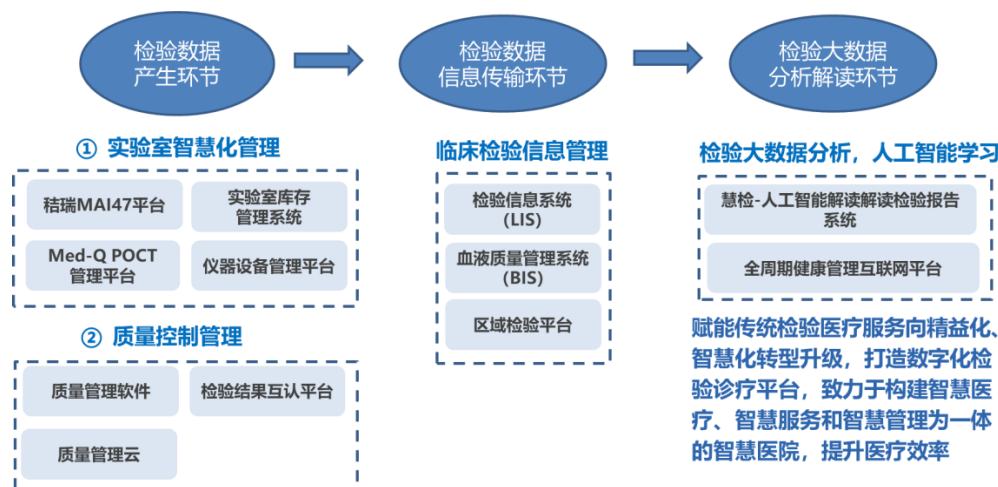 检验数据
产生环节
检验数据
信息传输环节
检验大数据
分析解读环节
① 实验室智慧化管理
秸瑞MAI47平台
实验室库存
管理系统
Med-Q POCT
管理平台
仪器设备管理平台
② 质量控制管理
质量管理软件
检验结果互认平台
质量管理云
临床检验信息管理
检验信息系统
(LIS)
血液质量管理系统
(BIS)
区域检验平台
检验大数据分析，人工智能学习
慧检-人工智能解读解读检验报告
系统
全周期健康管理互联网平台
赋能传统检验医疗服务向精益化、
智慧化转型升级，打造数字化检
验诊疗平台，致力于构建智慧医
疗、智慧服务和智慧管理为一体
的智慧医院，提升医疗效率